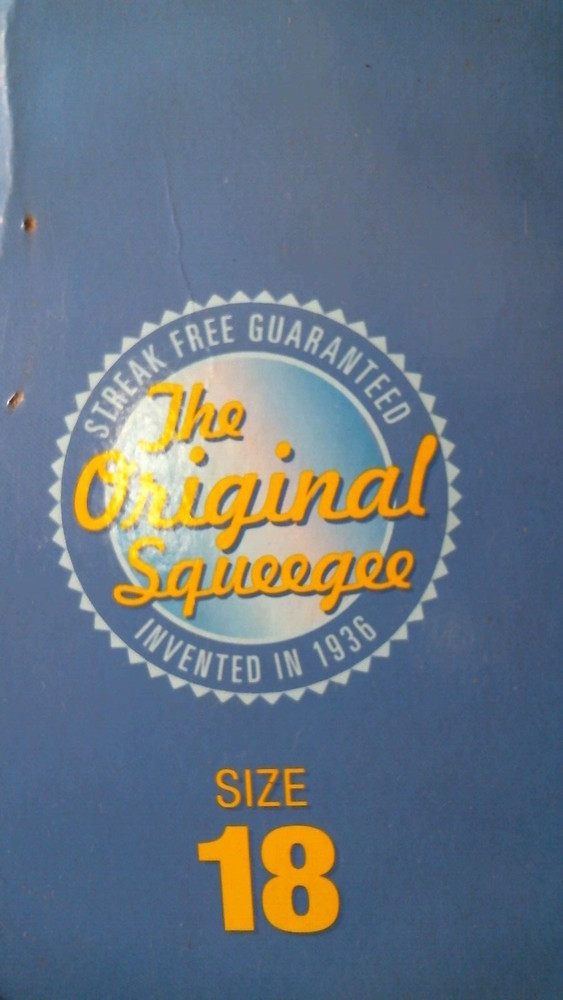 STREAK FREE GUARANTEED
The
Original
Squeegee
INVENTED IN 1936
SIZE
18